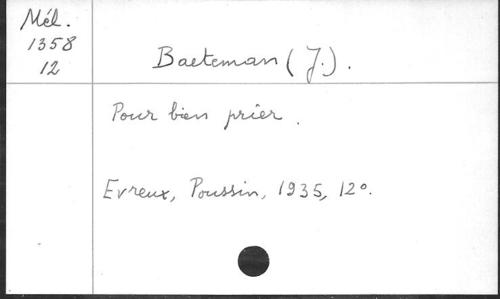 Mél.
1358
12
Baeteman (J.).
Pour bien prier.
Evreux, Poussin, 1935, 12°.